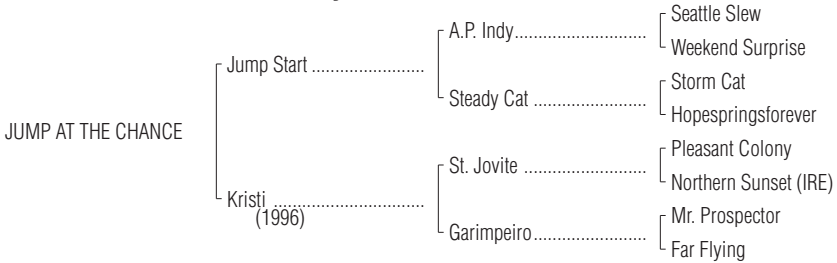 JUMP AT THE CHANCE
Jump Start ........................
Kristi ................................
(1996)
A.P. Indy............................
Steady Cat ........................
St. Jovite ..........................
Garimpeiro........................
Seattle Slew
Weekend Surprise
Storm Cat
Hopespringsforever
Pleasant Colony
Northern Sunset (IRE)
Mr. Prospector
Far Flying